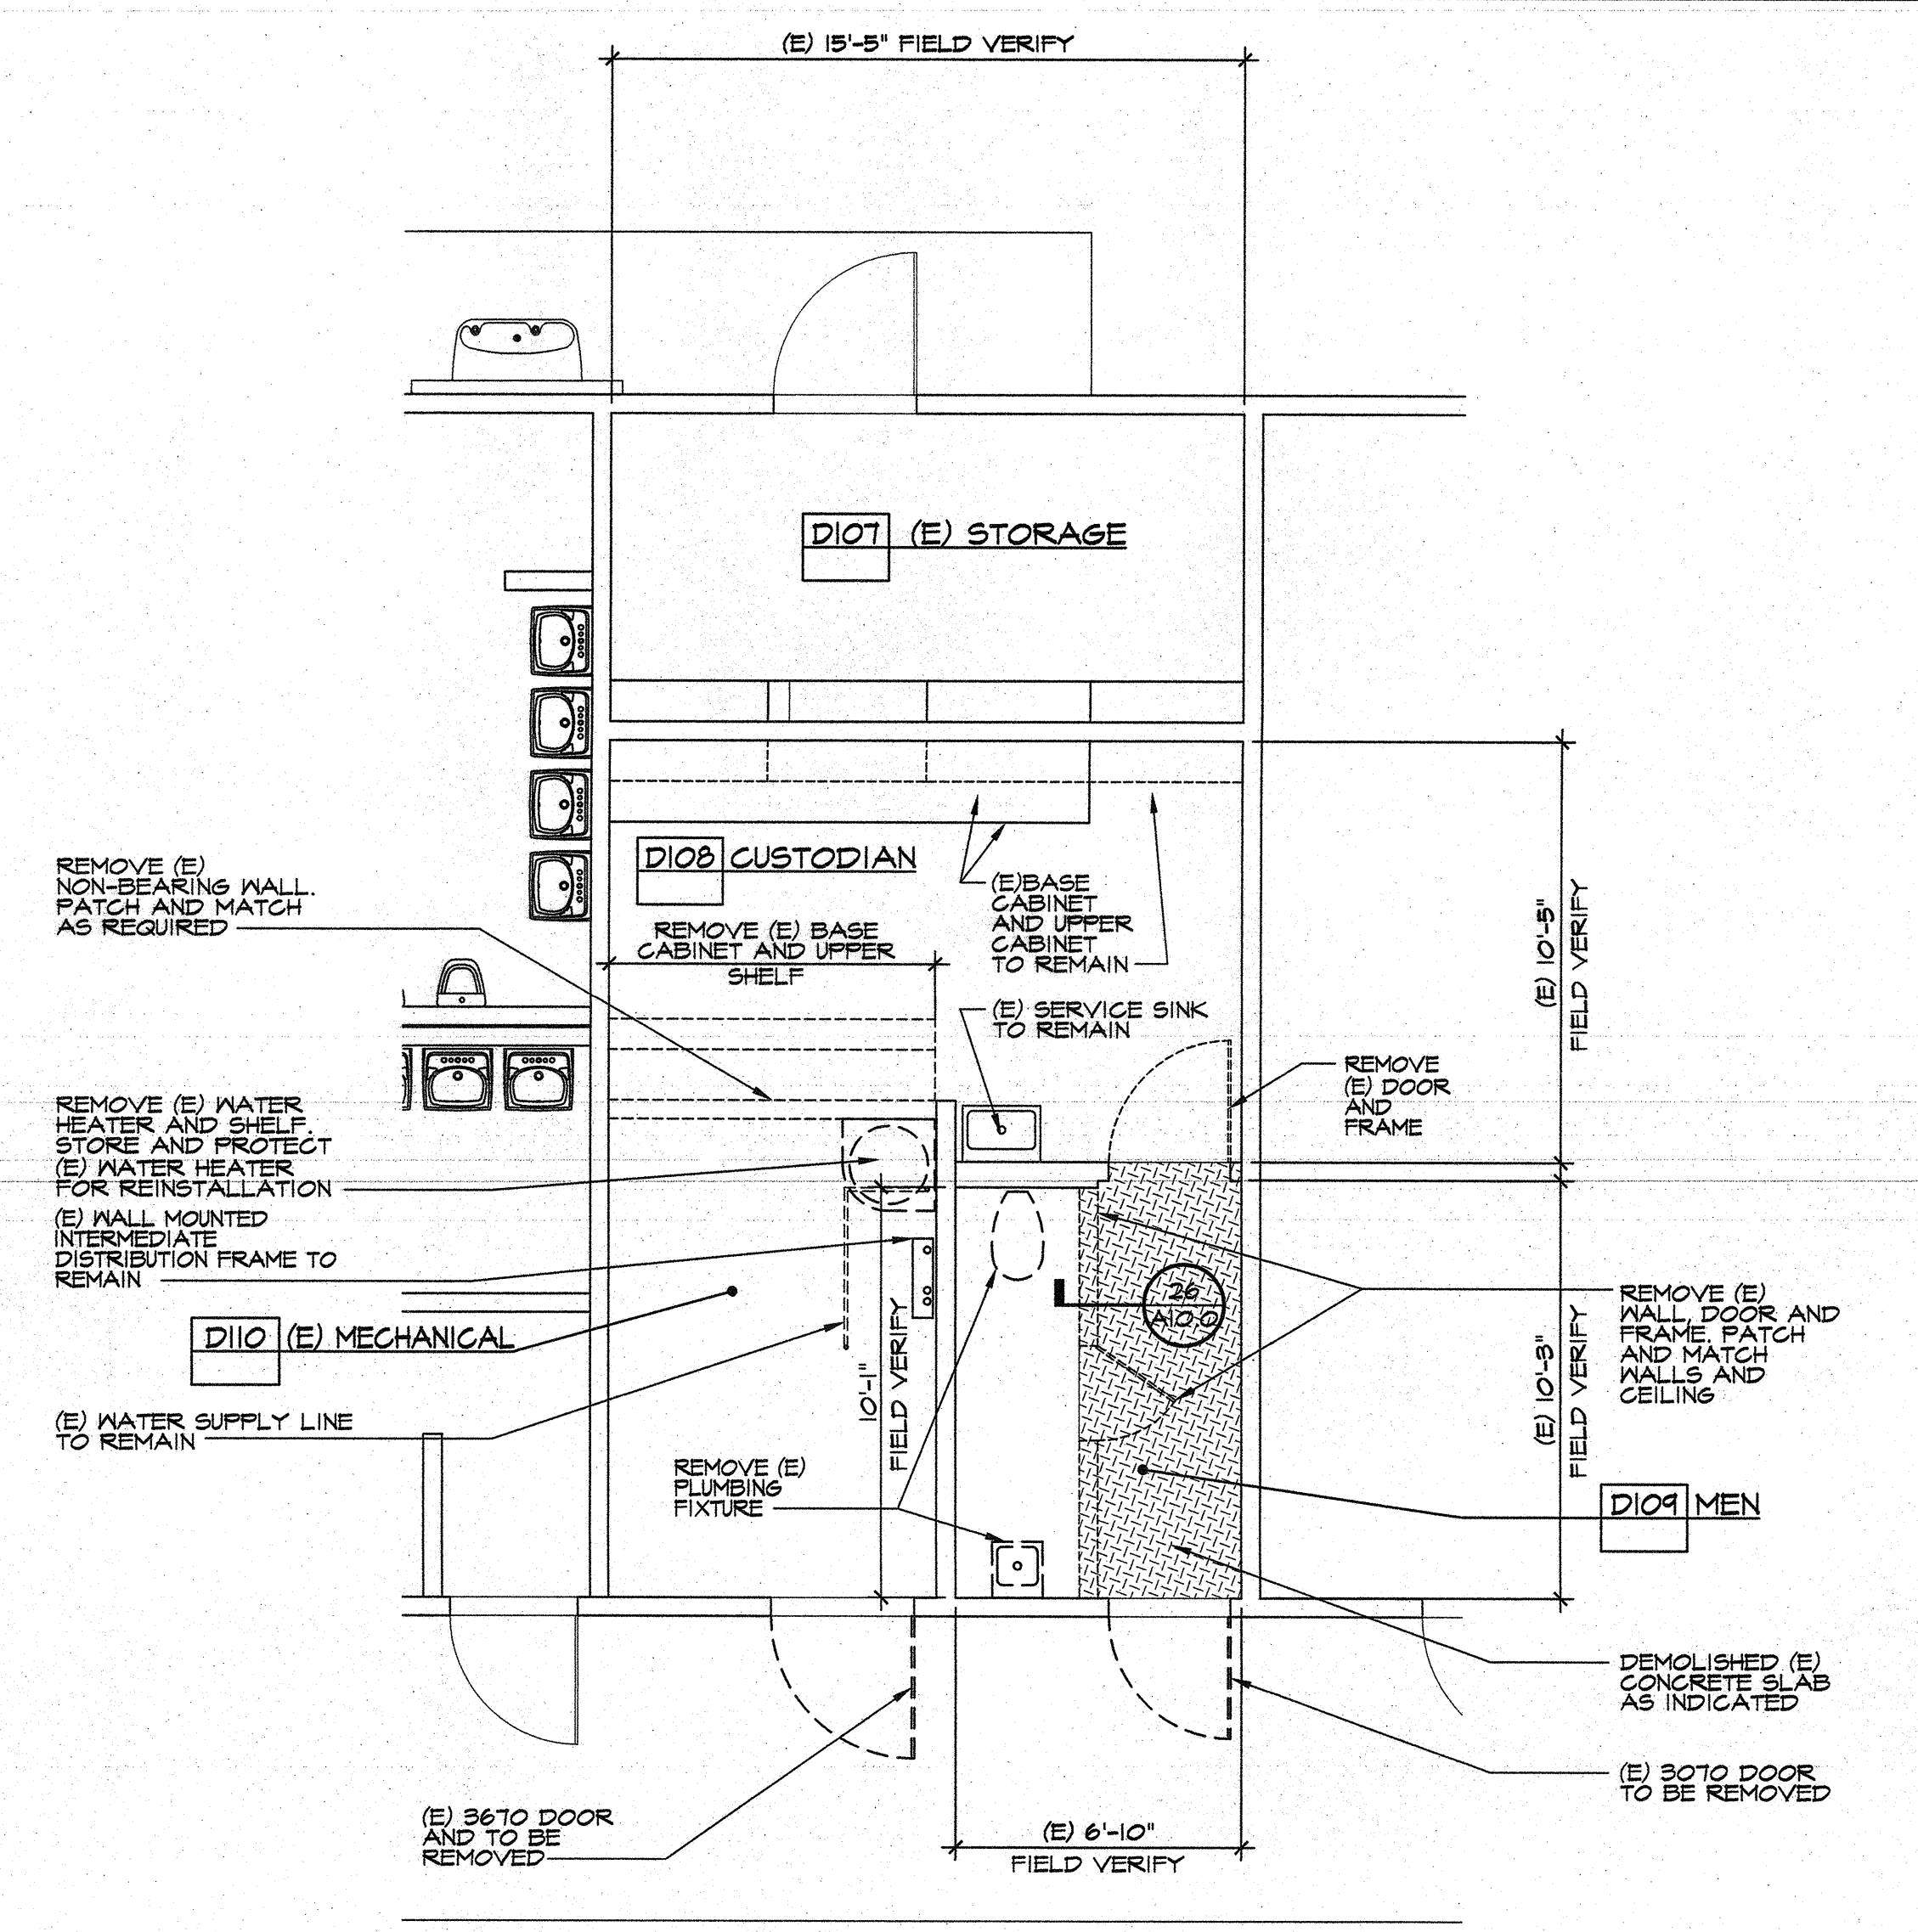 (E) 15'-5" FIELD VERIFY
D107 (E) STORAGE
D108 CUSTODIAN
REMOVE (E)
NON-BEARING WALL.
PATCH AND MATCH
AS REQUIRED
REMOVE (E) BASE
CABINET AND UPPER
SHELF
(E)BASE
CABINET
AND UPPER
CABINET
TO REMAIN
(E) 10'-5"
FIELD VERIFY
(E) SERVICE SINK
TO REMAIN
REMOVE
(E) DOOR
AND
FRAME
REMOVE (E) WATER
HEATER AND SHELF.
STORE AND PROTECT
(E) WATER HEATER
FOR REINSTALLATION
(E) WALL MOUNTED
INTERMEDIATE
DISTRIBUTION FRAME TO
REMAIN
D110 (E) MECHANICAL
(E) WATER SUPPLY LINE
TO REMAIN
10'-1"
FIELD VERIFY
REMOVE (E)
PLUMBING
FIXTURE
26
A10.0
REMOVE (E)
WALL, DOOR AND
FRAME. PATCH
AND MATCH
WALLS AND
CEILING
(E) 10'-3"
FIELD VERIFY
D109 MEN
DEMOLISHED (E)
CONCRETE SLAB
AS INDICATED
(E) 3070 DOOR
TO BE REMOVED
(E) 3670 DOOR
AND TO BE
REMOVED
(E) 6'-10"
FIELD VERIFY